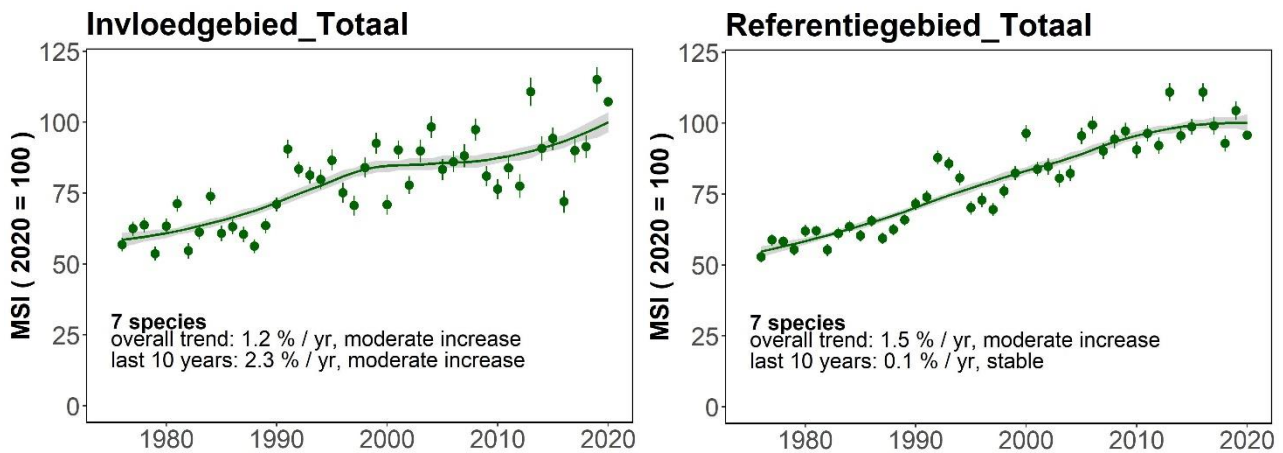 Invloedgebied_Totaal
MSI ( 2020 = 100 )
125
100
75
50
25
0
7 species
overall trend: 1.2 % / yr, moderate increase
last 10 years: 2.3 % / yr, moderate increase
1980 1990 2000 2010 2020
Referentiegebied_Totaal
MSI ( 2020 = 100 )
125
100
75
50
25
0
7 species
overall trend: 1.5 % / yr, moderate increase
last 10 years: 0.1 % / yr, stable
1980 1990 2000 2010 2020